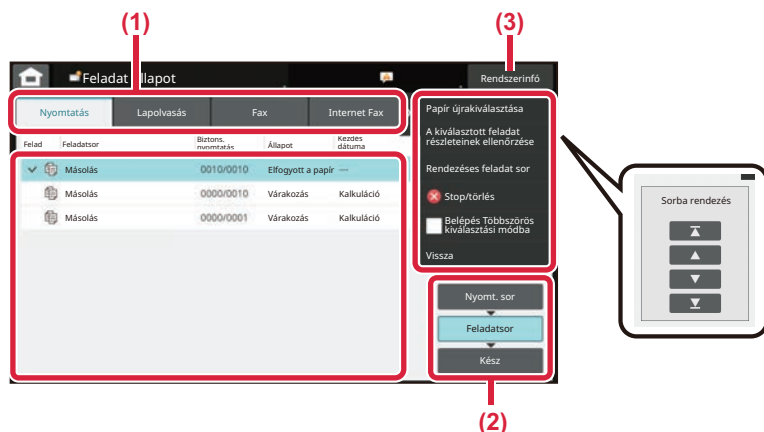 (1)
(3)
Feladat állapot
Rendszerinfó
Nyomtatás
Lapolvasás
Fax
Internet Fax
Felad
Feladatsor
Biztons.
nyomtatás
Állapot
Kezdés
dátuma
Másolás
0010/0010
Elfogyott a papír
—
Másolás
0000/0010
Várakozás
Kalkuláció
Másolás
0000/0001
Várakozás
Kalkuláció
Papír újrakiválasztása
A kiválasztott feladat
részleteinek ellenőrzése
Rendezéses feladat sor
Stop/törlés
Belépés Többszörös
kiválasztási módba
Vissza
Nyomt. sor
Feladatsor
Kész
Sorba rendezés
(2)